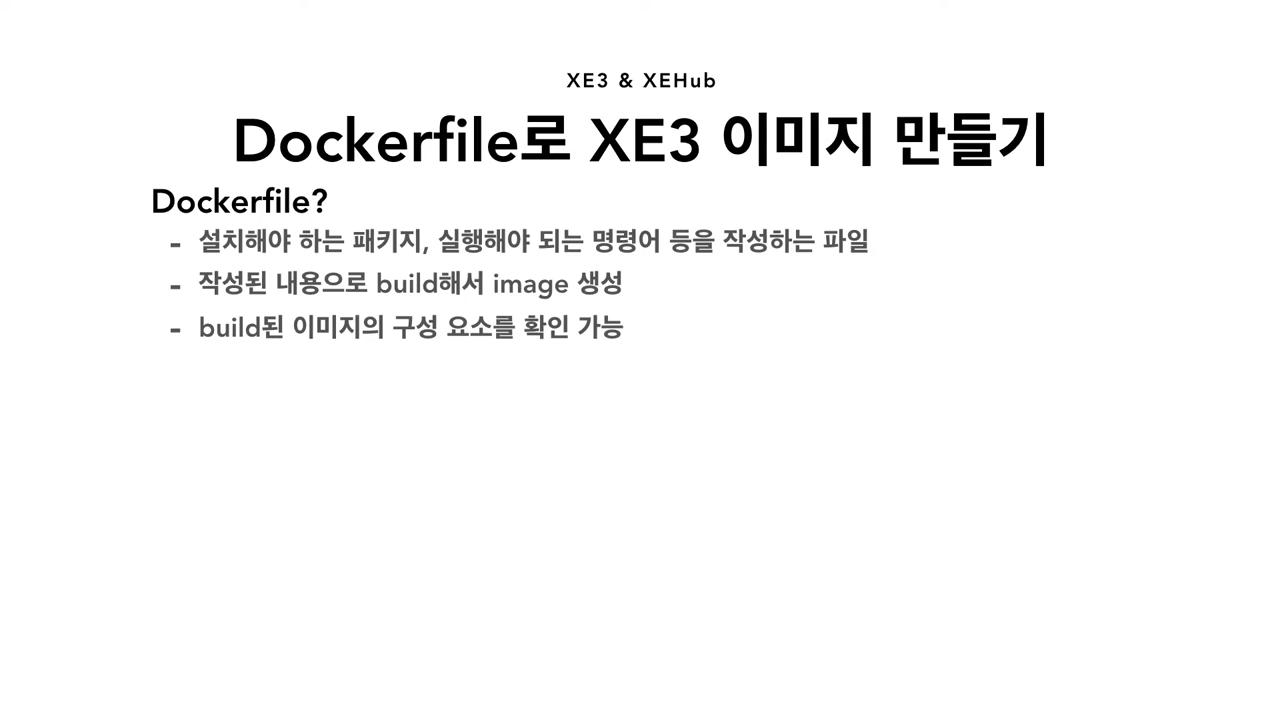 XE3 & XEHub
Dockerfile로 XE3 이미지 만들기
Dockerfile?
- 설치해야 하는 패키지, 실행해야 되는 명령어 등을 작성하는 파일
- 작성된 내용으로 build해서 image 생성
- build된 이미지의 구성 요소를 확인 가능